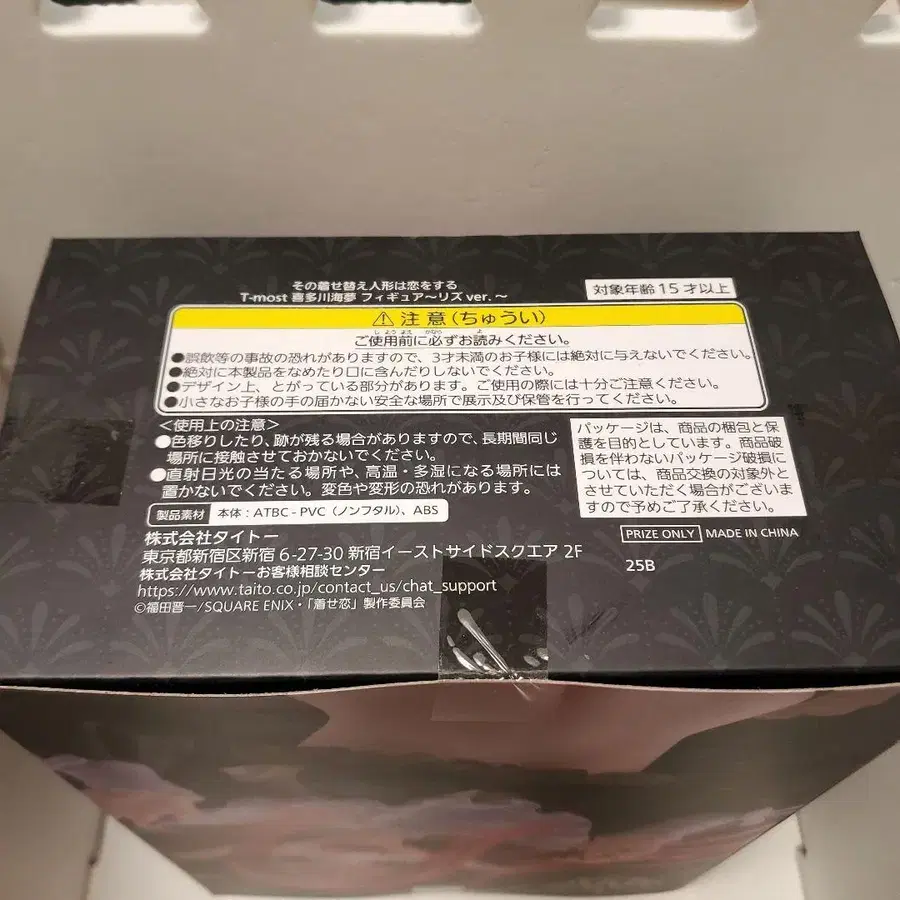 その着せ替え人形は恋をする
T-most 喜多川海夢 フィギュア～リズ ver. ～
対象年齢 15 才以上
⚠ 注意(ちゅうい)
ご使用前に必ずお読みください。
●誤飲等の事故の恐れがありますので、3才未満のお子様には絶対に与えないでください。
●絶対に本製品をなめたり口に含んだりしないでください。
●デザイン上、とがっている部分があります。ご使用の際には十分ご注意ください。
●小さなお子様の手の届かない安全な場所で展示及び保管を行ってください。
＜使用上の注意＞
●色移りしたり、跡が残る場合がありますので、長期間同じ
場所に接触させておかないでください。
●直射日光の当たる場所や、高温・多湿になる場所には
置かないでください。変色や変形の恐れがあります。
パッケージは、商品の梱包と保
護を目的としています。商品破
損を伴わないパッケージ破損に
ついては、商品交換の対象外と
させていただく場合がございま
すので予めご了承ください。
製品素材 本体：ATBC - PVC（ノンフタル）、ABS
株式会社タイトー
東京都新宿区新宿 6-27-30 新宿イーストサイドスクエア 2F
株式会社タイトーお客様相談センター
https://www.taito.co.jp/contact_us/chat_support
©福田晋一/SQUARE ENIX・「着せ恋」製作委員会
PRIZE ONLY MADE IN CHINA
25B